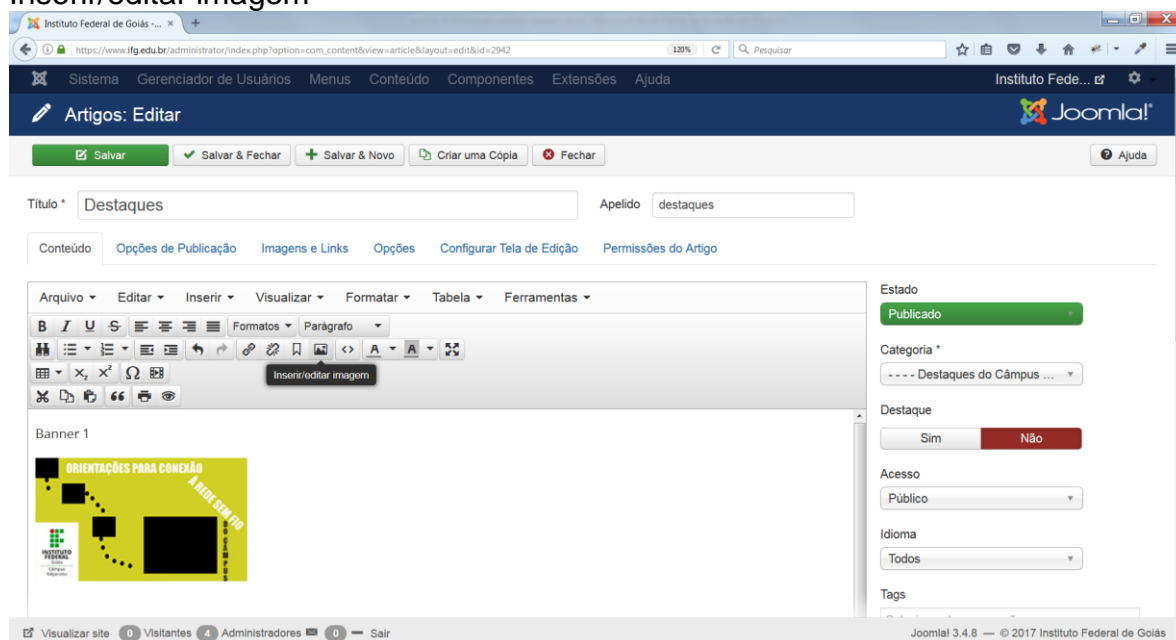 Inserir/editar imagem
Instituto Federal de Goiás -...
https://www.ifg.edu.br/administrator/index.php?option=com_content&view=article&layout=edit&id=2942 120% Pesquisar
Sistema Gerenciador de Usuários Menus Conteúdo Componentes Extensões Ajuda Instituto Fede...
Artigos: Editar Joomla!®
Salvar Salvar & Fechar Salvar & Novo Criar uma Cópia Fechar Ajuda
Título * Destaques Apelido destaques
Conteúdo Opções de Publicação Imagens e Links Opções Configurar Tela de Edição Permissões do Artigo
Arquivo Editar Inserir Visualizar Formatar Tabela Ferramentas
Formatos Parágrafo
Inserir/editar imagem
Banner 1
ORIENTAÇÕES PARA CONEXÃO
À REDE SEM FIO
DO CÂMPUS
INSTITUTO
FEDERAL
Goiás
Câmpus
Estado
Publicado
Categoria *
- - - - Destaques do Câmpus ...
Destaque
Sim Não
Acesso
Público
Idioma
Todos
Tags
Visualizar site 0 Visitantes 4 Administradores 0 Sair Joomla! 3.4.8 — © 2017 Instituto Federal de Goiás